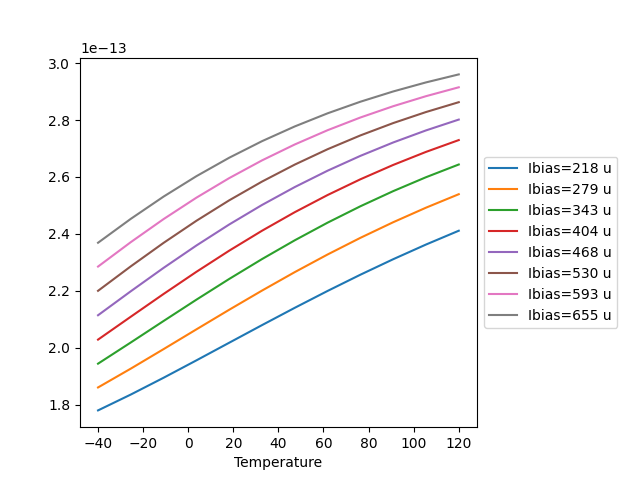 1e−13
3.0
2.8
2.6
2.4
2.2
2.0
1.8
−40 −20 0 20 40 60 80 100 120
Temperature
Ibias=218 u
Ibias=279 u
Ibias=343 u
Ibias=404 u
Ibias=468 u
Ibias=530 u
Ibias=593 u
Ibias=655 u